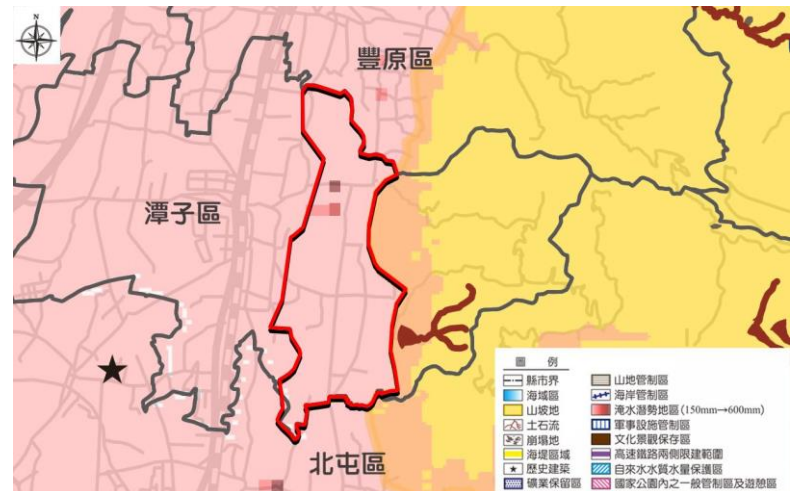 N
豐原區
潭子區
北屯區
圖 例
縣市界
山地管制區
海域區
海岸管制區
山坡地
淹水潛勢地區(150mm→600mm)
土石流
軍事設施管制區
崩塌地
文化景觀保存區
海堤區域
高速鐵路兩側限建範圍
歷史建築
自來水水質水量保護區
礦業保留區
國家公園內之一般管制區及遊憩區